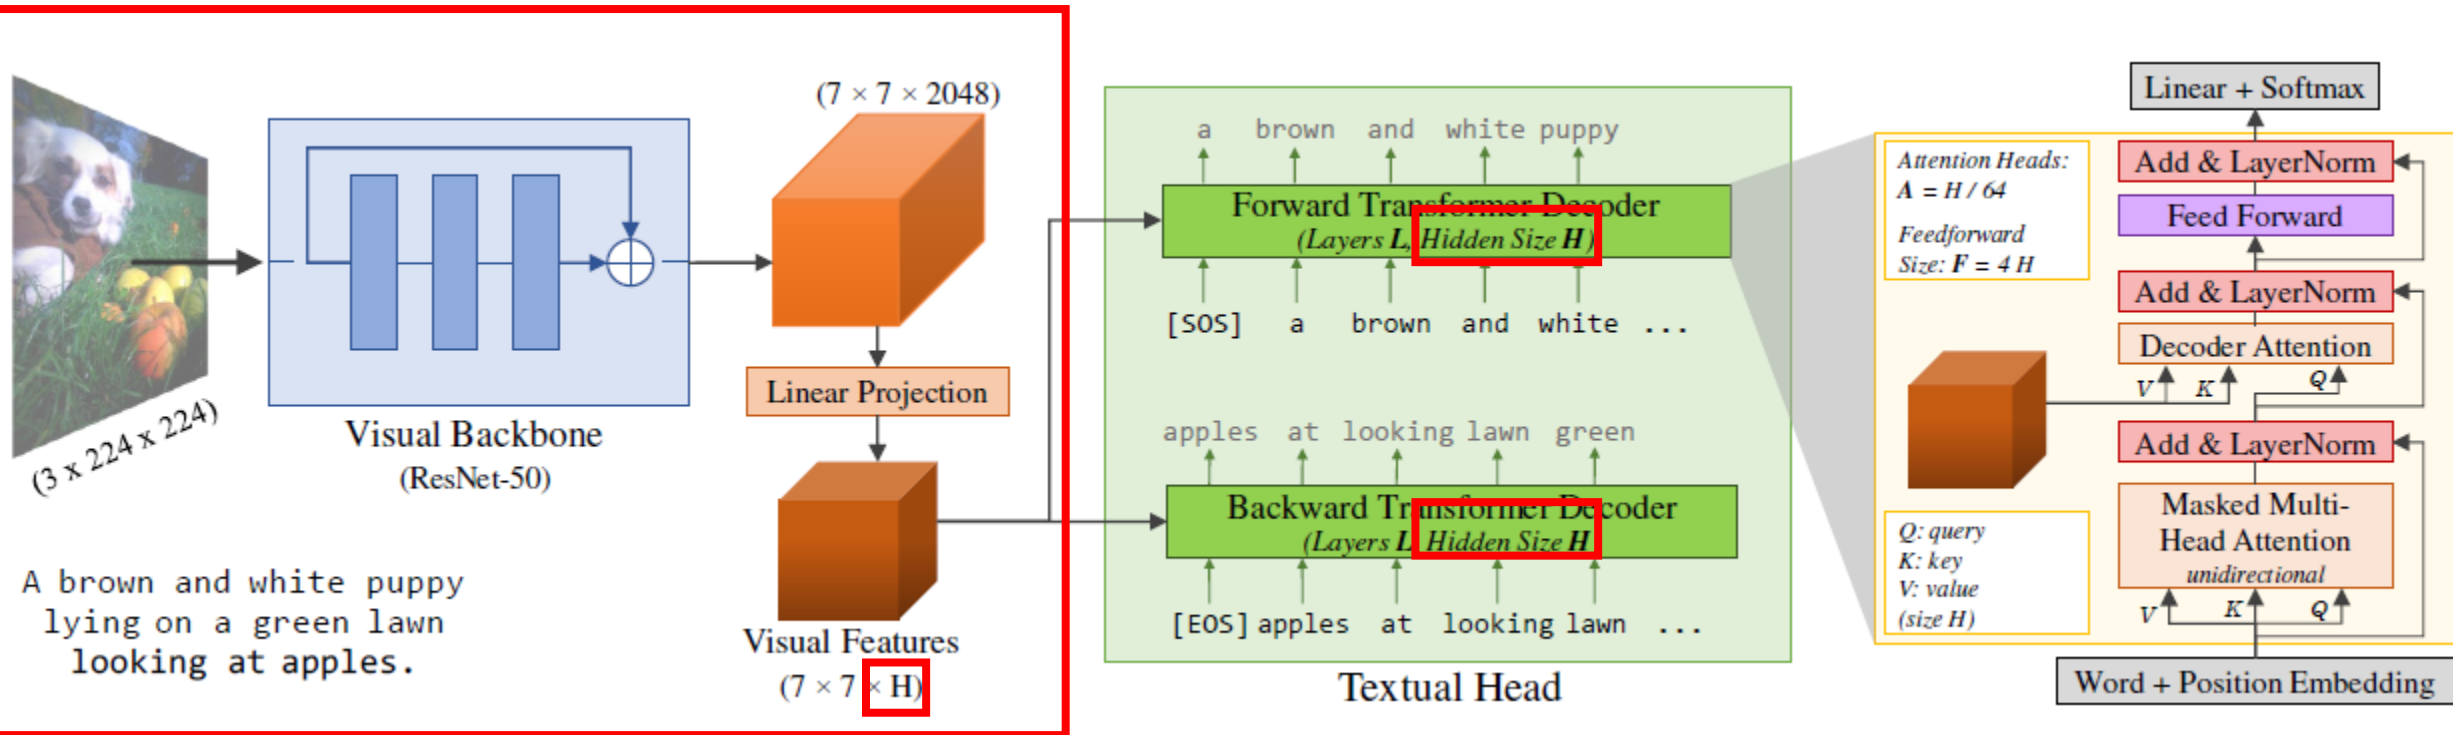 (3 x 224 x 224)
Visual Backbone
(ResNet-50)
(7 × 7 × 2048)
Linear Projection
Visual Features
(7 × 7 × H)
A brown and white puppy
lying on a green lawn
looking at apples.
a brown and white puppy
Forward Transformer Decoder
(Layers L, Hidden Size H)
[SOS] a brown and white ...
apples at looking lawn green
Backward Transformer Decoder
(Layers L Hidden Size H
[EOS] apples at looking lawn ...
Textual Head
Attention Heads:
A = H / 64
Feedforward
Size: F = 4 H
Q: query
K: key
V: value
(size H)
Linear + Softmax
Add & LayerNorm
Feed Forward
Add & LayerNorm
Decoder Attention
V K Q
Add & LayerNorm
Masked Multi-
Head Attention
unidirectional
V K Q
Word + Position Embedding